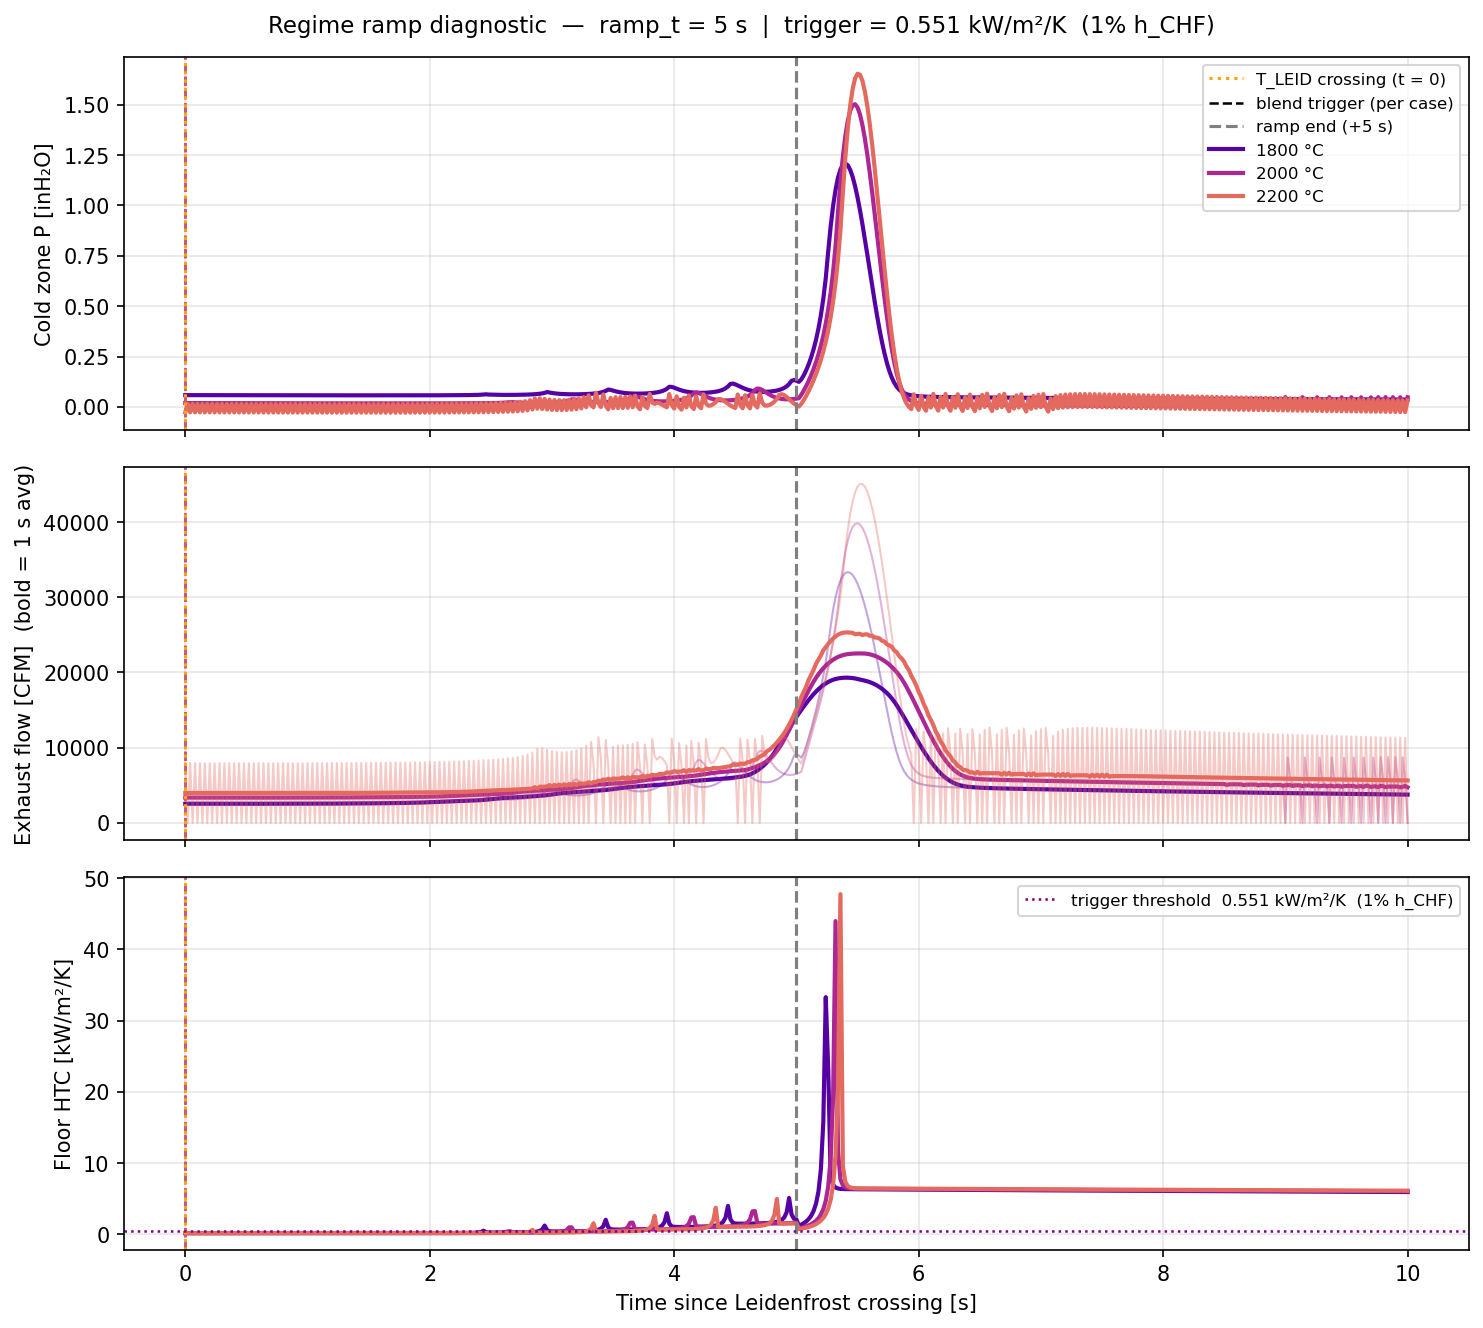 Regime ramp diagnostic — ramp_t = 5 s | trigger = 0.551 kW/m²/K (1% h_CHF)
Cold zone P [inH₂O]
1.50
1.25
1.00
0.75
0.50
0.25
0.00
T_LEID crossing (t = 0)
blend trigger (per case)
ramp end (+5 s)
1800 °C
2000 °C
2200 °C
Exhaust flow [CFM] (bold = 1 s avg)
40000
30000
20000
10000
0
Floor HTC [kW/m²/K]
50
40
30
20
10
0
trigger threshold 0.551 kW/m²/K (1% h_CHF)
0 2 4 6 8 10
Time since Leidenfrost crossing [s]